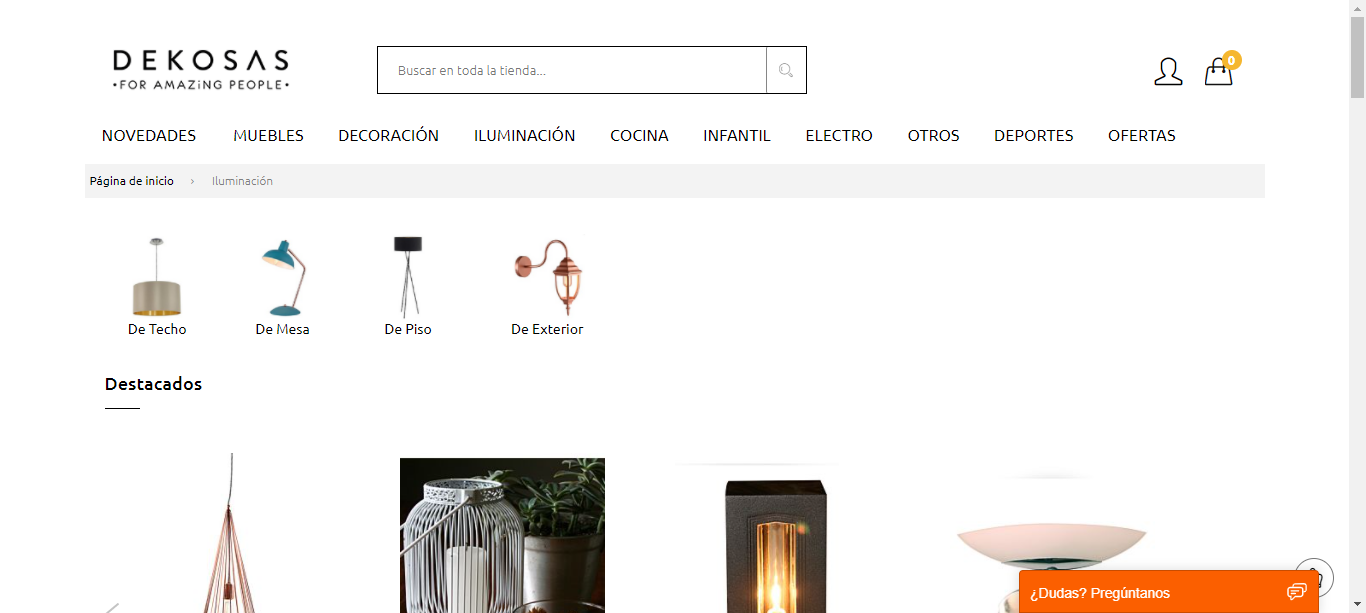 DEKOSAS
·FOR AMAZiNG PEOPLE·
Buscar en toda la tienda...
0
NOVEDADES MUEBLES DECORACIÓN ILUMINACIÓN COCINA INFANTIL ELECTRO OTROS DEPORTES OFERTAS
Página de inicio › Iluminación
De Techo De Mesa De Piso De Exterior
Destacados
¿Dudas? Pregúntanos